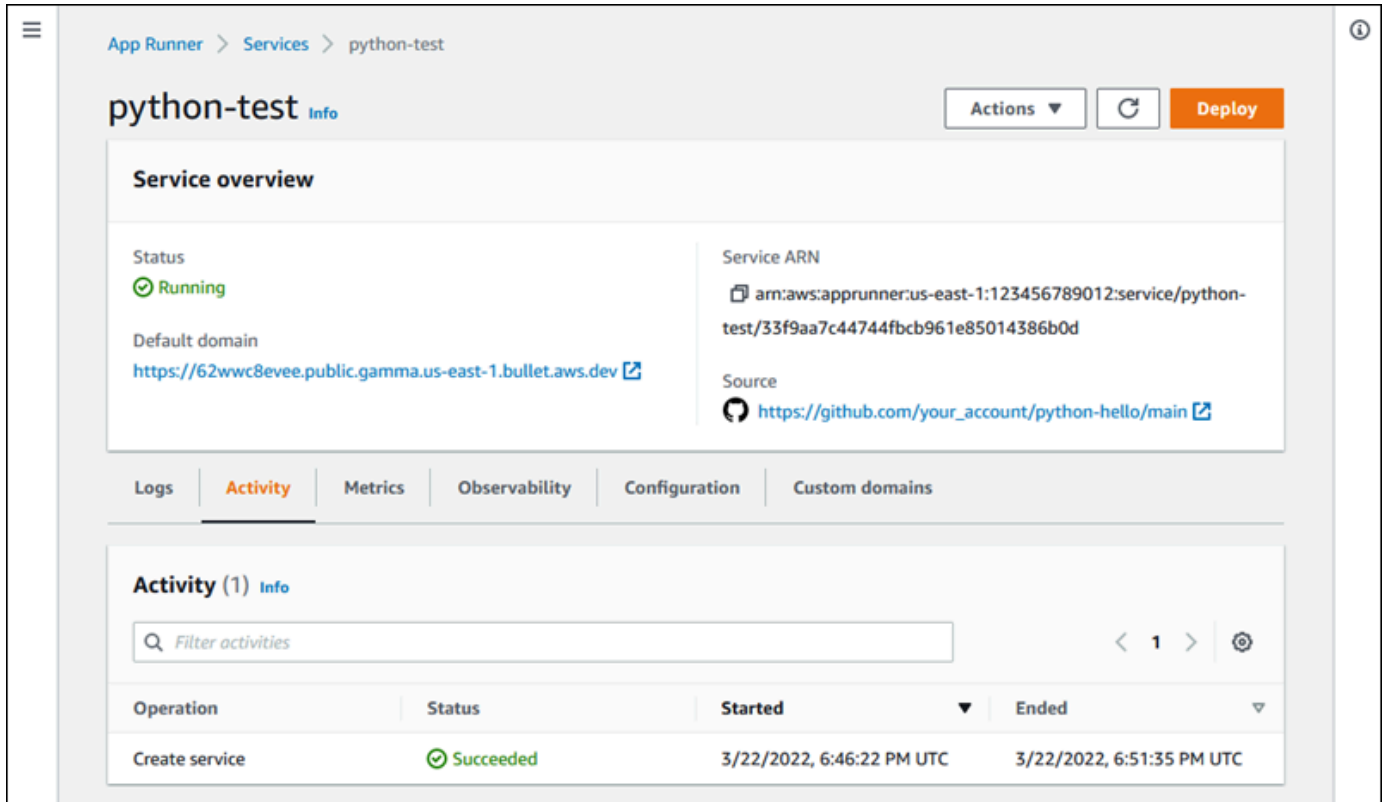 App Runner > Services > python-test
python-test Info
Actions ▼
Deploy
Service overview
Status
Running
Default domain
https://62wwc8evee.public.gamma.us-east-1.bullet.aws.dev
Service ARN
arn:aws:apprunner:us-east-1:123456789012:service/python-
test/33f9aa7c44744fbcb961e85014386b0d
Source
https://github.com/your_account/python-hello/main
Logs Activity Metrics Observability Configuration Custom domains
Activity (1) Info
Filter activities
< 1 >
Operation Status Started ▼ Ended ▽
Create service Succeeded 3/22/2022, 6:46:22 PM UTC 3/22/2022, 6:51:35 PM UTC